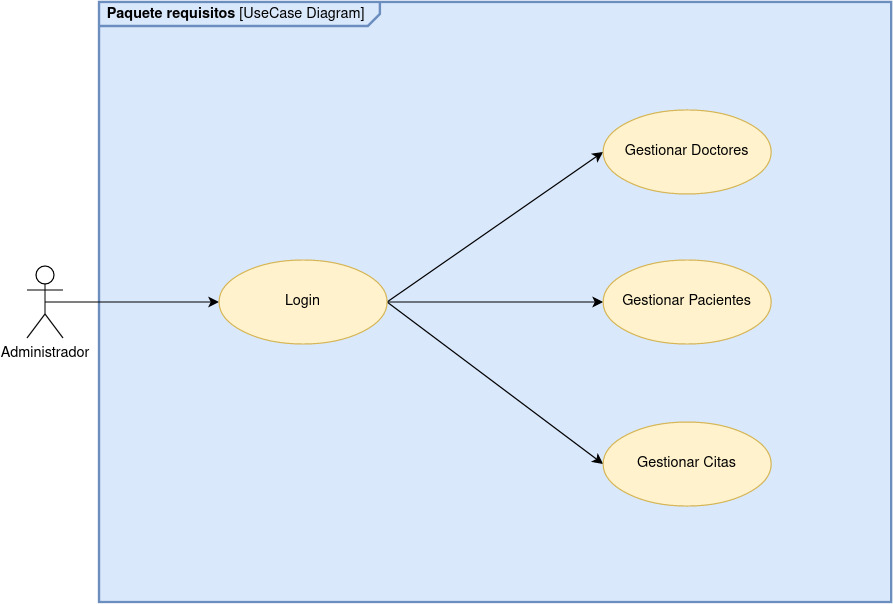 Paquete requisitos [UseCase Diagram]
Gestionar Doctores
Login
Gestionar Pacientes
Administrador
Gestionar Citas